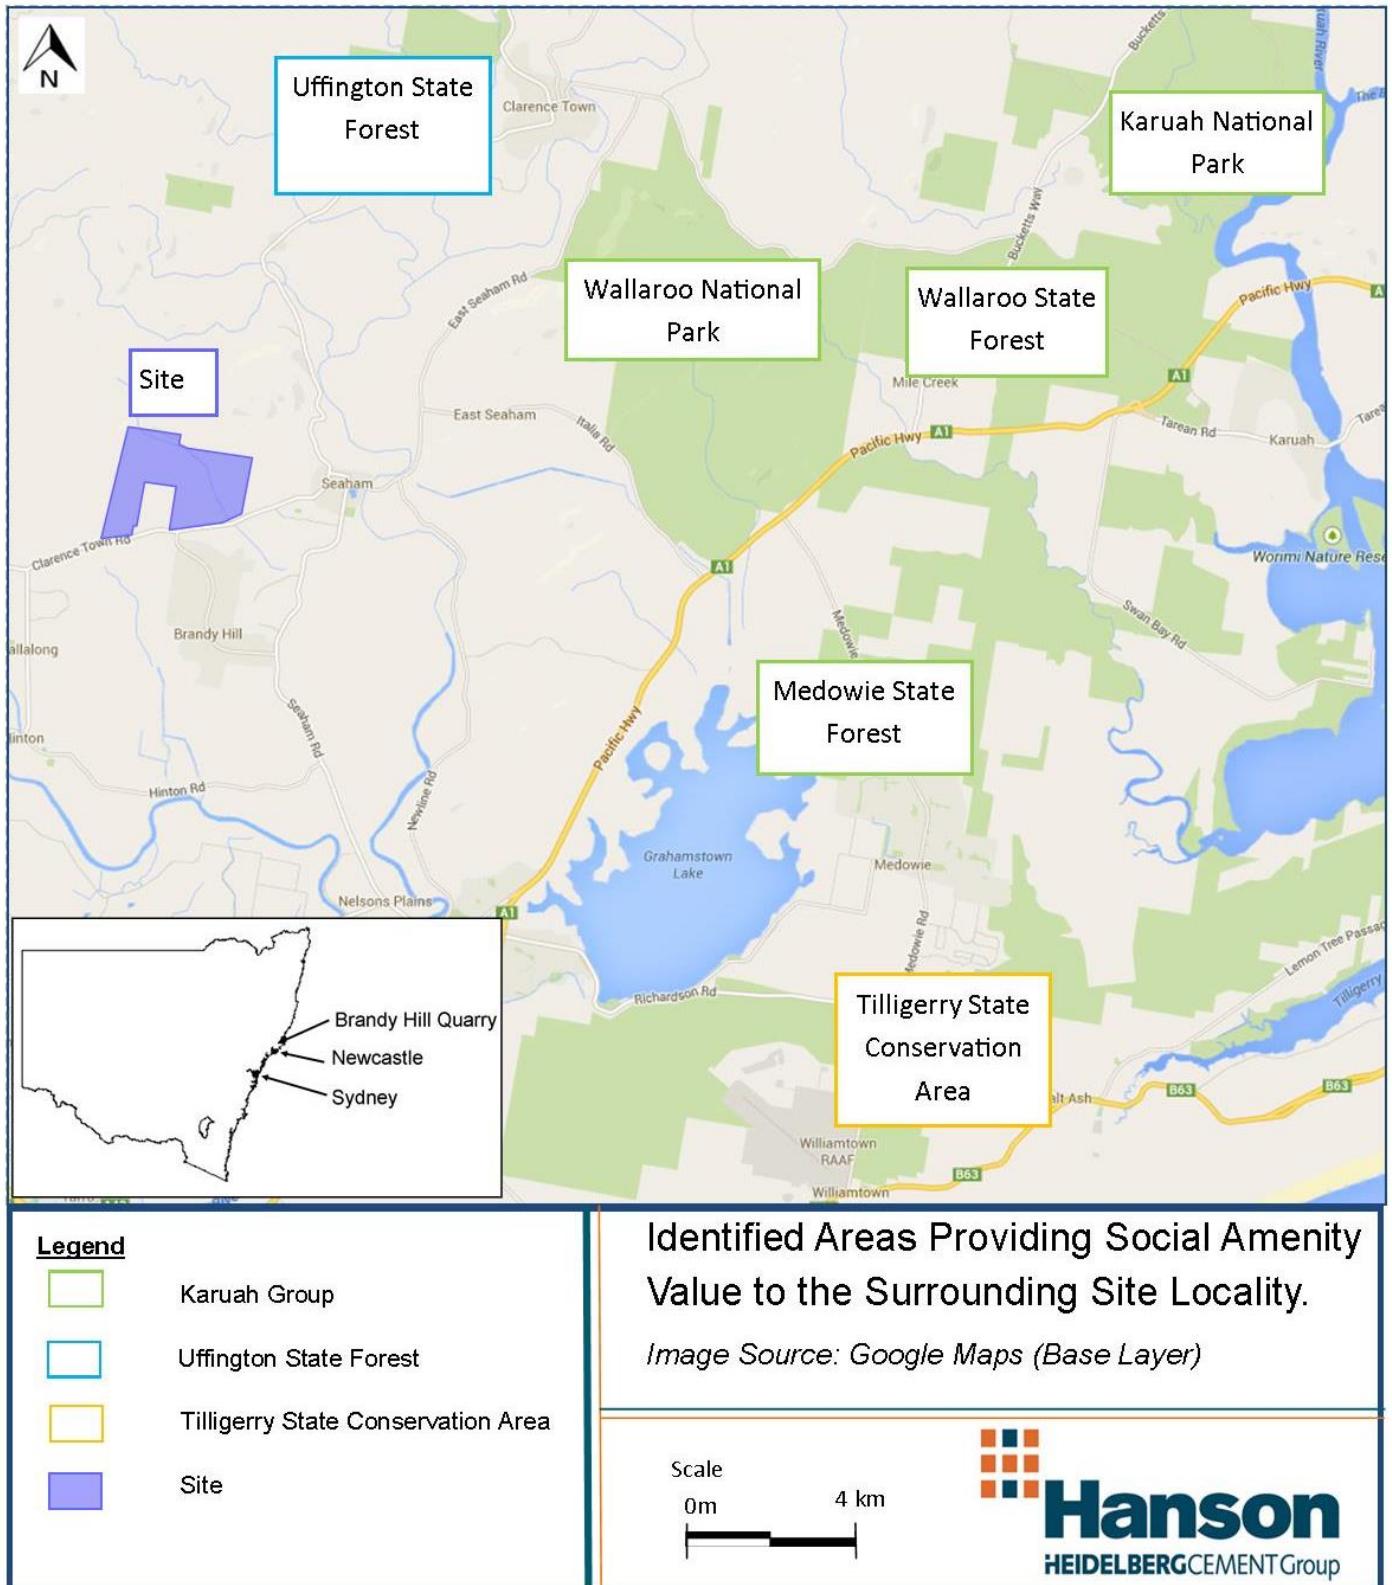 N
Uffington State
Forest
Clarence Town
Bucketts
Karuah National
Park
Bucketts Way
East Seaham Rd
Wallaroo National
Park
Wallaroo State
Forest
Pacific Hwy
Site
A1
Mile Creek
East Seaham
Italia Rd
Pacific Hwy
A1
Tarean Rd
Karuah
Seaham
Clarence Town Rd
A1
Worimi Nature Rese
Brandy Hill
allalong
Medowie
Swan Bay Rd
Medowie State
Forest
Seaham Rd
Pacific Hwy
linton
Hinton Rd
Newline Rd
Grahamstown
Lake
Medowie
Nelsons Plains
A1
Medowie Rd
Lemon Tree Passag
Richardson Rd
Tilligerry
Tilligerry State
Conservation
Area
Brandy Hill Quarry
Newcastle
Sydney
alt Ash
B63
B63
Williamtown
RAAF
B63
Williamtown
Legend
Karuah Group
Uffington State Forest
Tilligerry State Conservation Area
Site
Identified Areas Providing Social Amenity
Value to the Surrounding Site Locality.
Image Source: Google Maps (Base Layer)
Scale
0m 4 km
Hanson
HEIDELBERGCEMENT Group